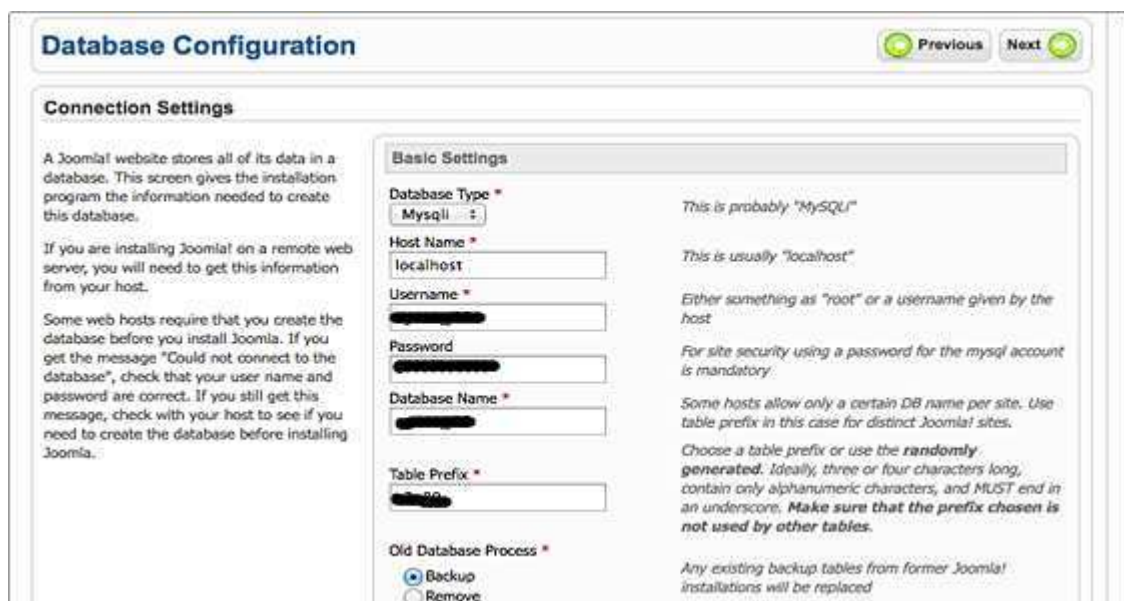 Database Configuration
Previous
Next
Connection Settings
A Joomla! website stores all of its data in a
database. This screen gives the installation
program the information needed to create
this database.
If you are installing Joomla! on a remote web
server, you will need to get this information
from your host.
Some web hosts require that you create the
database before you install Joomla. If you
get the message "Could not connect to the
database", check that your user name and
password are correct. If you still get this
message, check with your host to see if you
need to create the database before installing
Joomla.
Basic Settings
Database Type *
Mysqli
This is probably "MySQLi"
Host Name *
localhost
This is usually "localhost"
Username *
Either something as "root" or a username given by the
host
Password
For site security using a password for the mysql account
is mandatory
Database Name *
Some hosts allow only a certain DB name per site. Use
table prefix in this case for distinct Joomla! sites.
Table Prefix *
Choose a table prefix or use the randomly
generated. Ideally, three or four characters long,
contain only alphanumeric characters, and MUST end in
an underscore. Make sure that the prefix chosen is
not used by other tables.
Old Database Process *
Backup
Remove
Any existing backup tables from former Joomla!
installations will be replaced